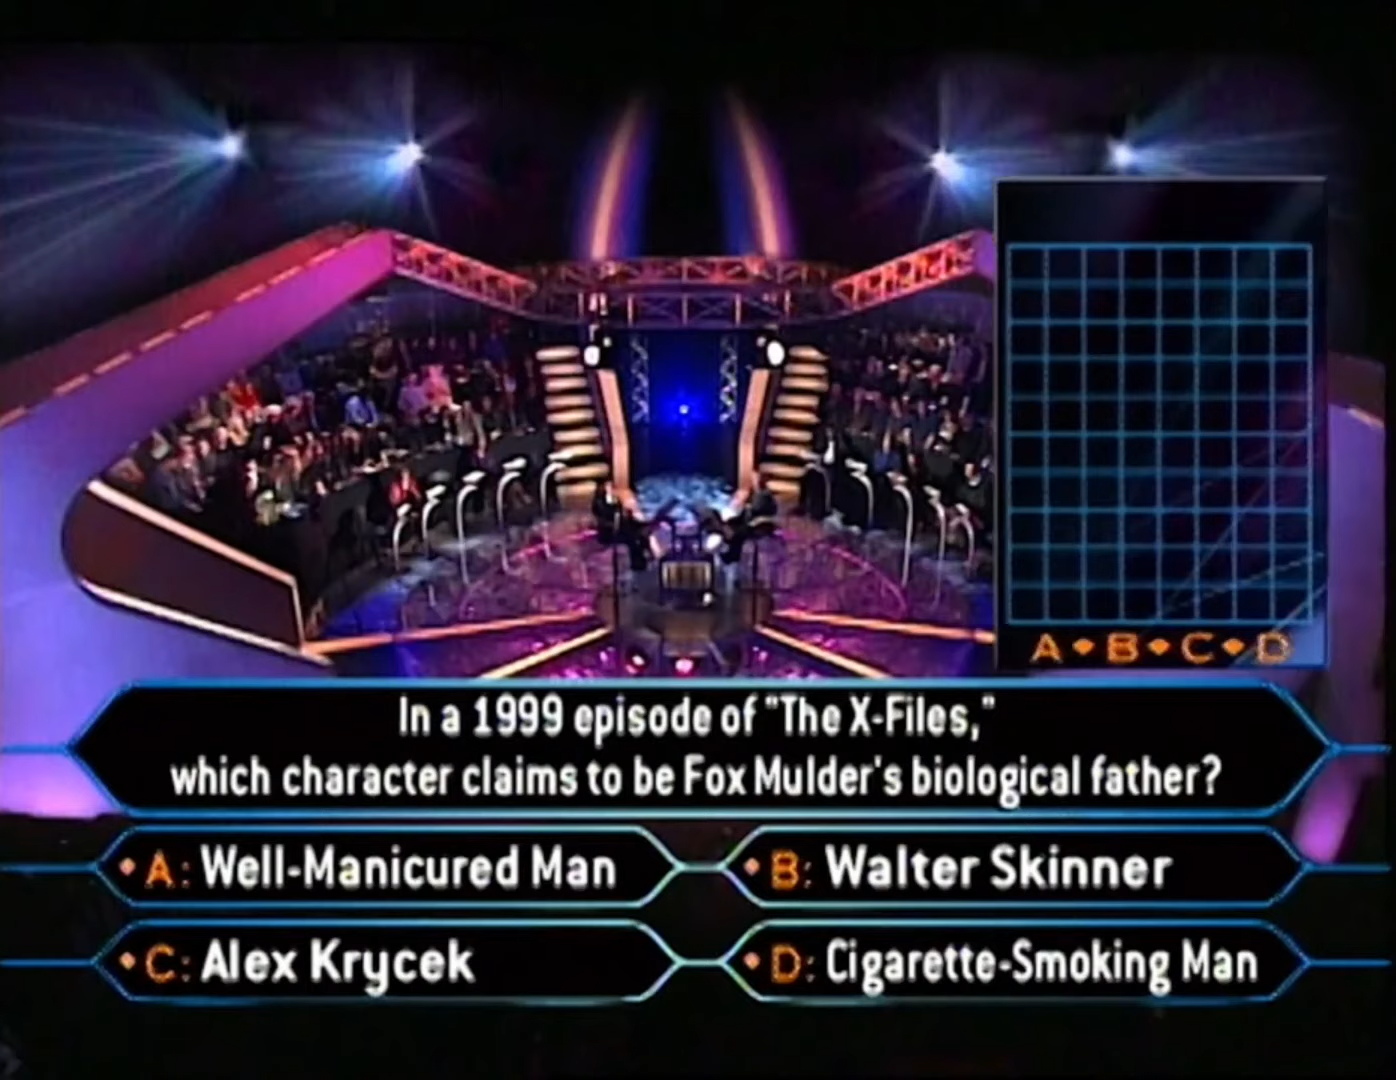 A ◆ B ◆ C ◆ D
In a 1999 episode of "The X-Files,"
which character claims to be Fox Mulder's biological father?
A: Well-Manicured Man
B: Walter Skinner
C: Alex Krycek
D: Cigarette-Smoking Man